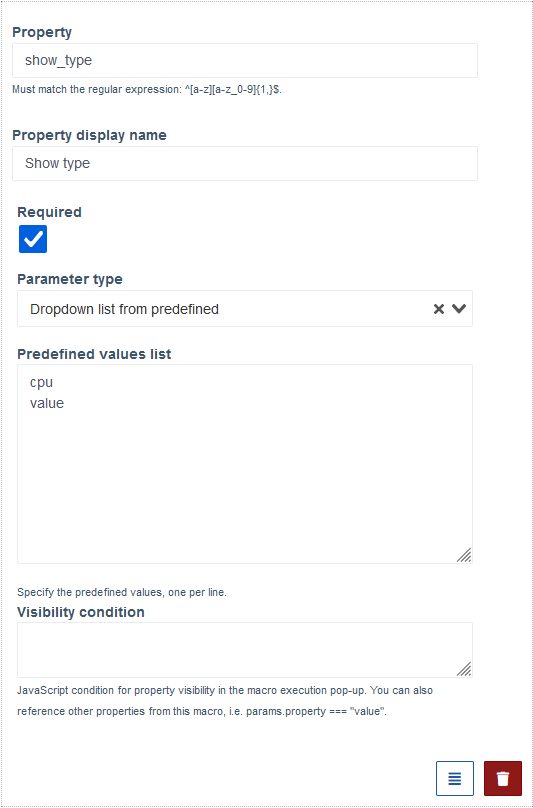 Property
show_type
Must match the regular expression: ^[a-z][a-z_0-9]{1,}$.
Property display name
Show type
Required
Parameter type
Dropdown list from predefined
Predefined values list
cpu
value
Specify the predefined values, one per line.
Visibility condition
JavaScript condition for property visibility in the macro execution pop-up. You can also
reference other properties from this macro, i.e. params.property === "value".